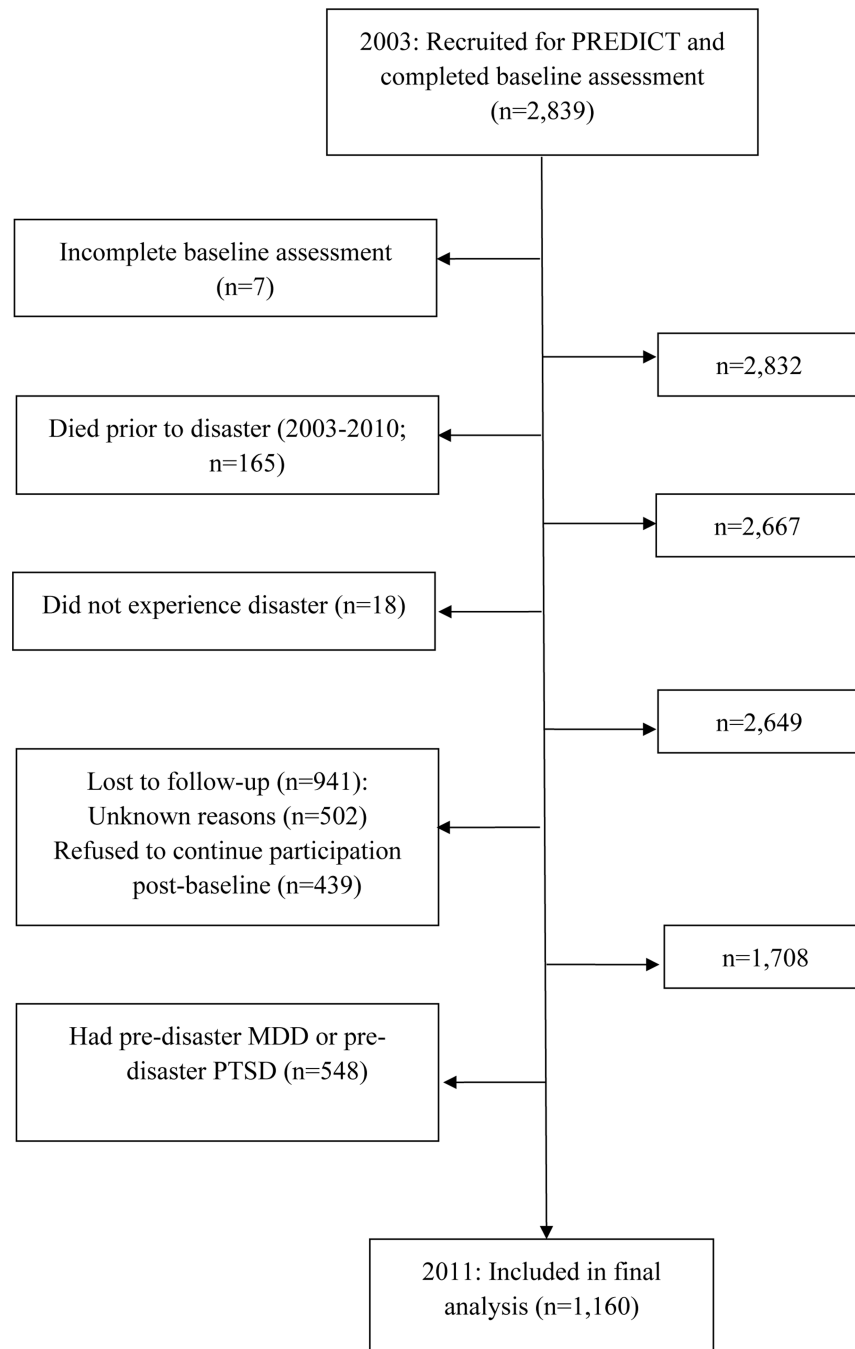 2003: Recruited for PREDICT and
completed baseline assessment
(n=2,839)
Incomplete baseline assessment
(n=7)
n=2,832
Died prior to disaster (2003-2010;
n=165)
n=2,667
Did not experience disaster (n=18)
n=2,649
Lost to follow-up (n=941):
Unknown reasons (n=502)
Refused to continue participation
post-baseline (n=439)
n=1,708
Had pre-disaster MDD or pre-
disaster PTSD (n=548)
2011: Included in final
analysis (n=1,160)